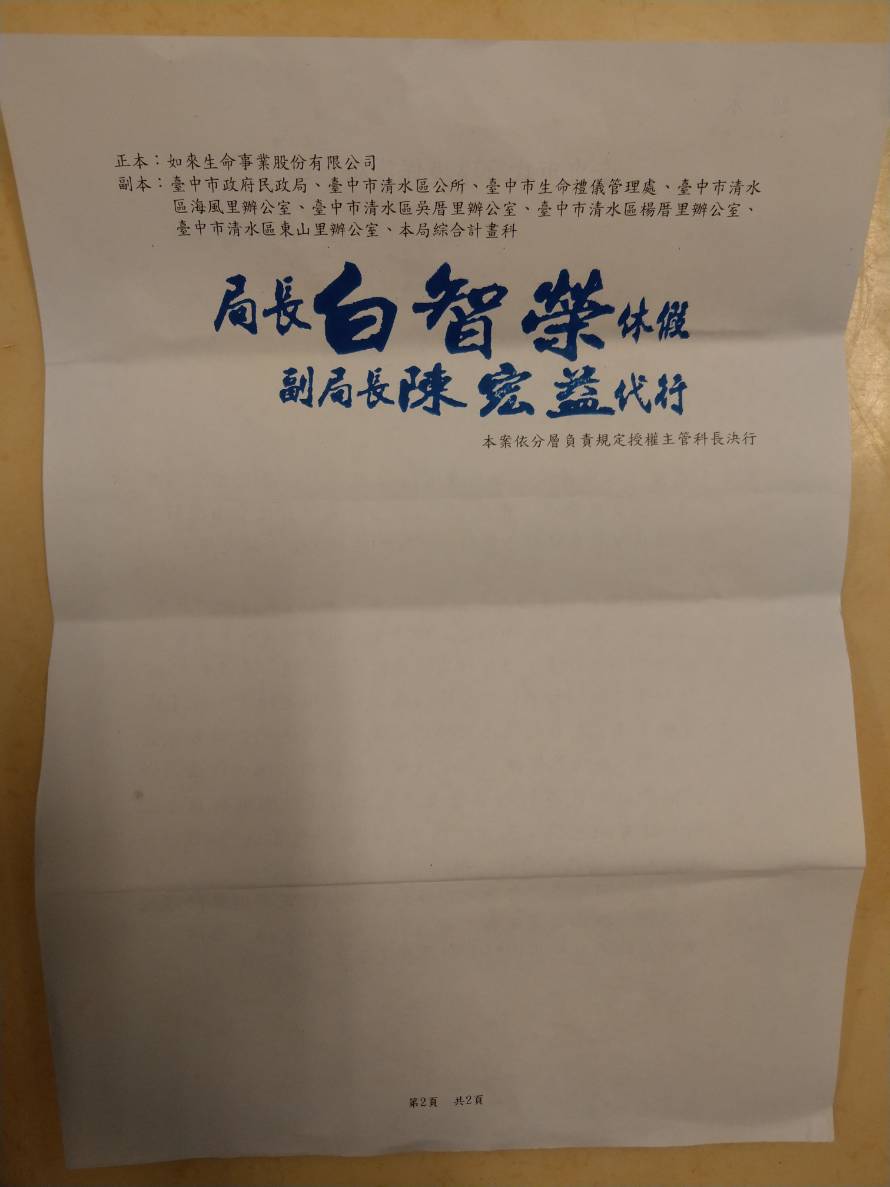 正本：如來生命事業股份有限公司
副本：臺中市政府民政局、臺中市清水區公所、臺中市生命禮儀管理處、臺中市清水
區海風里辦公室、臺中市清水區吳厝里辦公室、臺中市清水區楊厝里辦公室、
臺中市清水區東山里辦公室、本局綜合計畫科
局長白智榮休假
副局長陳宏益代行
本案依分層負責規定授權主管科長決行
第2頁 共2頁